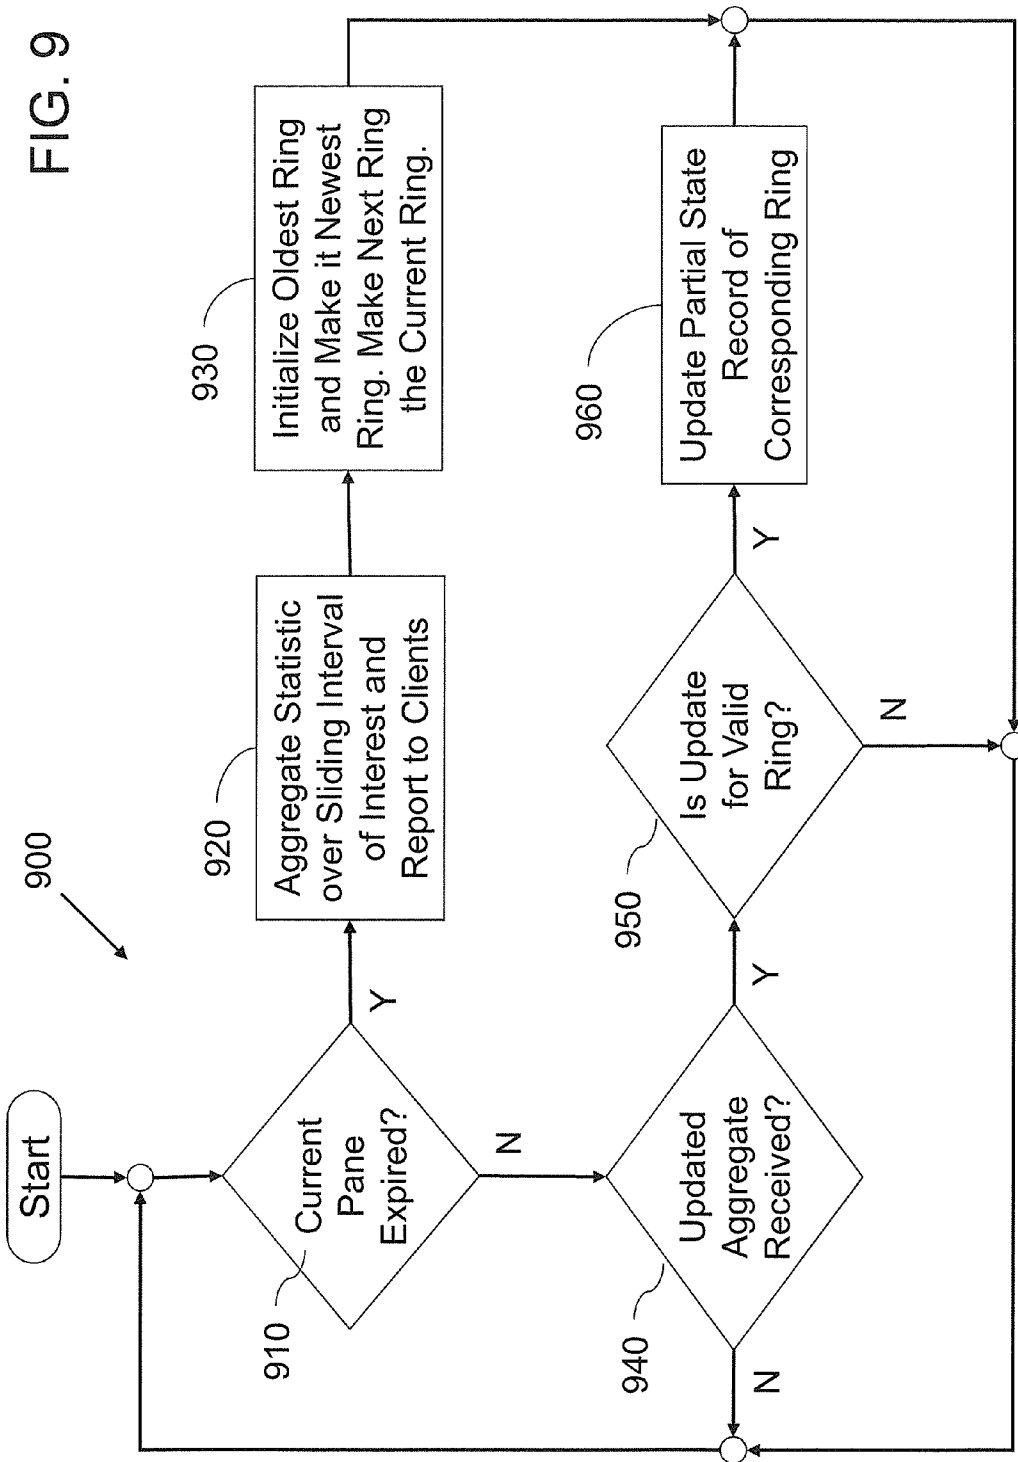 FIG. 9
900
Start
910
Current
Pane
Expired?
Y
N
920
Aggregate Statistic
over Sliding Interval
of Interest and
Report to Clients
930
Initialize Oldest Ring
and Make it Newest
Ring. Make Next Ring
the Current Ring.
940
Updated
Aggregate
Received?
N
Y
950
Is Update
for Valid
Ring?
Y
N
960
Update Partial State
Record of
Corresponding Ring